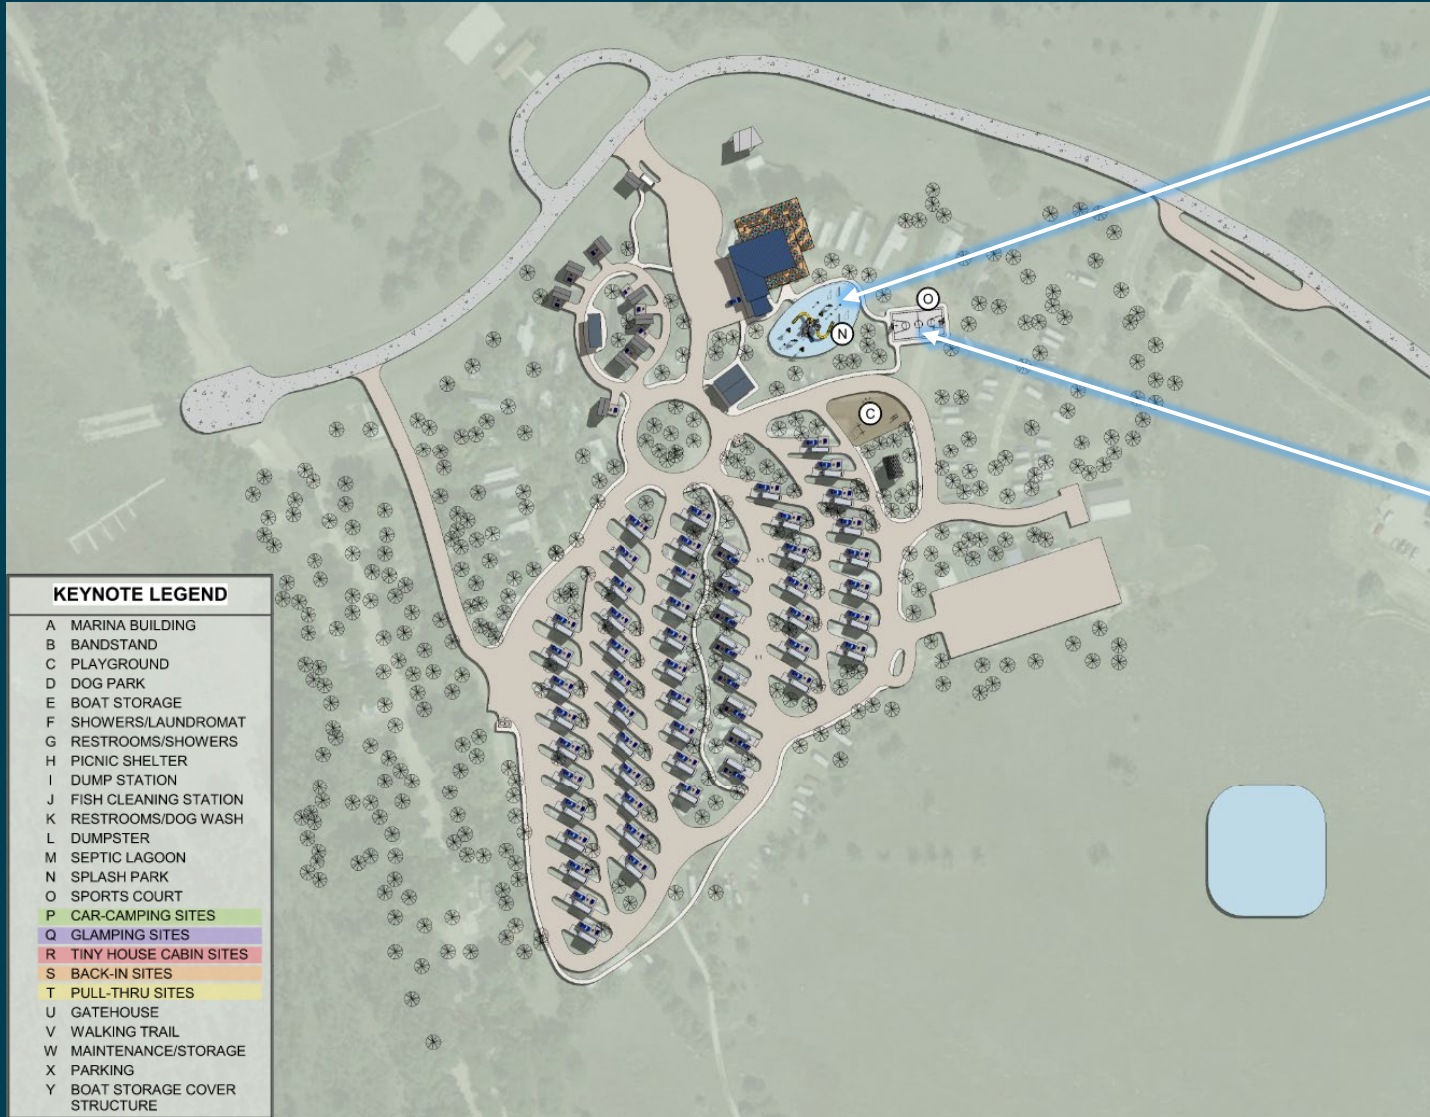 O
N
C
KEYNOTE LEGEND
A MARINA BUILDING
B BANDSTAND
C PLAYGROUND
D DOG PARK
E BOAT STORAGE
F SHOWERS/LAUNDROMAT
G RESTROOMS/SHOWERS
H PICNIC SHELTER
I DUMP STATION
J FISH CLEANING STATION
K RESTROOMS/DOG WASH
L DUMPSTER
M SEPTIC LAGOON
N SPLASH PARK
O SPORTS COURT
P CAR-CAMPING SITES
Q GLAMPING SITES
R TINY HOUSE CABIN SITES
S BACK-IN SITES
T PULL-THRU SITES
U GATEHOUSE
V WALKING TRAIL
W MAINTENANCE/STORAGE
X PARKING
Y BOAT STORAGE COVER
STRUCTURE